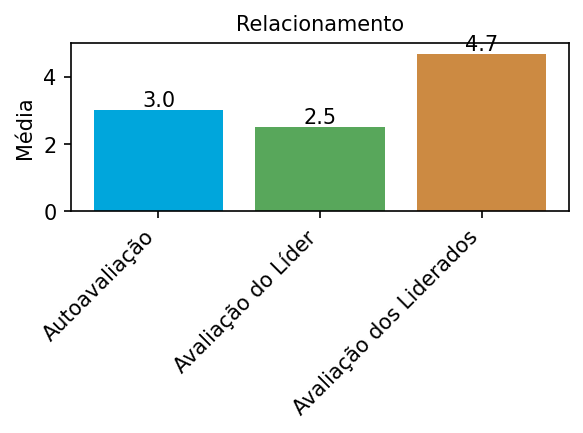 Relacionamento
Média
4
2
0
3.0
2.5
4.7
Autoavaliação
Avaliação do Líder
Avaliação dos Liderados